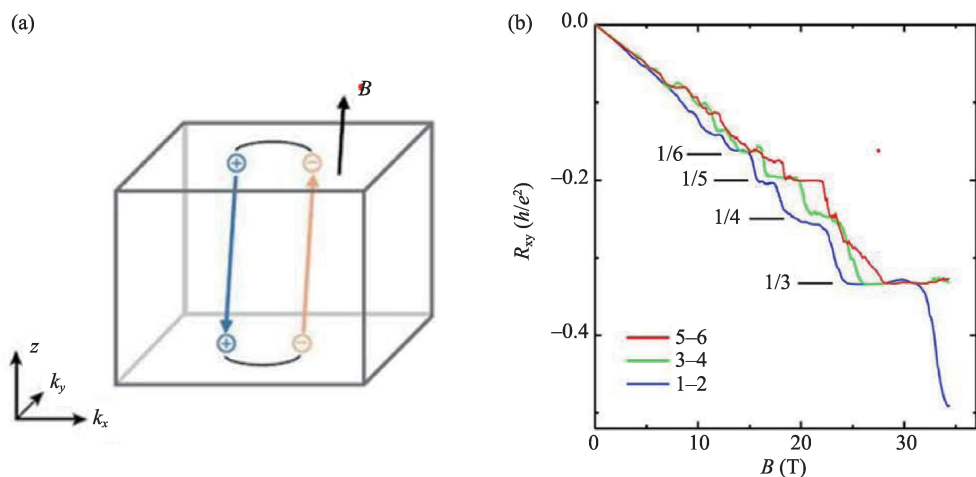 (a)
B
+
−
+
−
z
k_y
k_x
(b)
0.0
−0.2
−0.4
R_xy (h/e²)
1/6
1/5
1/4
1/3
5–6
3–4
1–2
0
10
20
30
B (T)